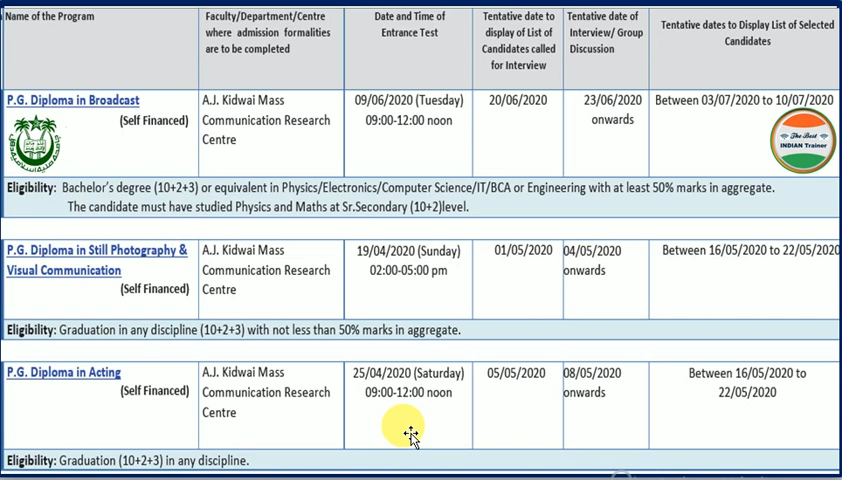 Name of the Program
Faculty/Department/Centre
where admission formalities
are to be completed
Date and Time of
Entrance Test
Tentative date to
display of List of
Candidates called
for Interview
Tentative date of
Interview/ Group
Discussion
Tentative dates to Display List of Selected
Candidates
P.G. Diploma in Broadcast
(Self Financed)
A.J. Kidwai Mass
Communication Research
Centre
09/06/2020 (Tuesday)
09:00-12:00 noon
20/06/2020
23/06/2020
onwards
Between 03/07/2020 to 10/07/2020
The Best
INDIAN Trainer
Eligibility: Bachelor's degree (10+2+3) or equivalent in Physics/Electronics/Computer Science/IT/BCA or Engineering with at least 50% marks in aggregate.
The candidate must have studied Physics and Maths at Sr.Secondary (10+2)level.
P.G. Diploma in Still Photography &
Visual Communication
(Self Financed)
A.J. Kidwai Mass
Communication Research
Centre
19/04/2020 (Sunday)
02:00-05:00 pm
01/05/2020
04/05/2020
onwards
Between 16/05/2020 to 22/05/2020
Eligibility: Graduation in any discipline (10+2+3) with not less than 50% marks in aggregate.
P.G. Diploma in Acting
(Self Financed)
A.J. Kidwai Mass
Communication Research
Centre
25/04/2020 (Saturday)
09:00-12:00 noon
05/05/2020
08/05/2020
onwards
Between 16/05/2020 to
22/05/2020
Eligibility: Graduation (10+2+3) in any discipline.